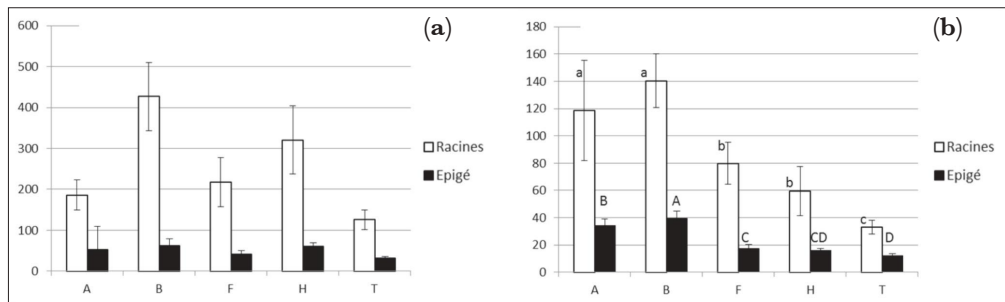 (a)
600
500
400
300
200
100
0
A B F H T
Racines
Epigé
(b)
180
160
140
120
100
80
60
40
20
0
a a b b c
B A C CD D
A B F H T
Racines
Epigé